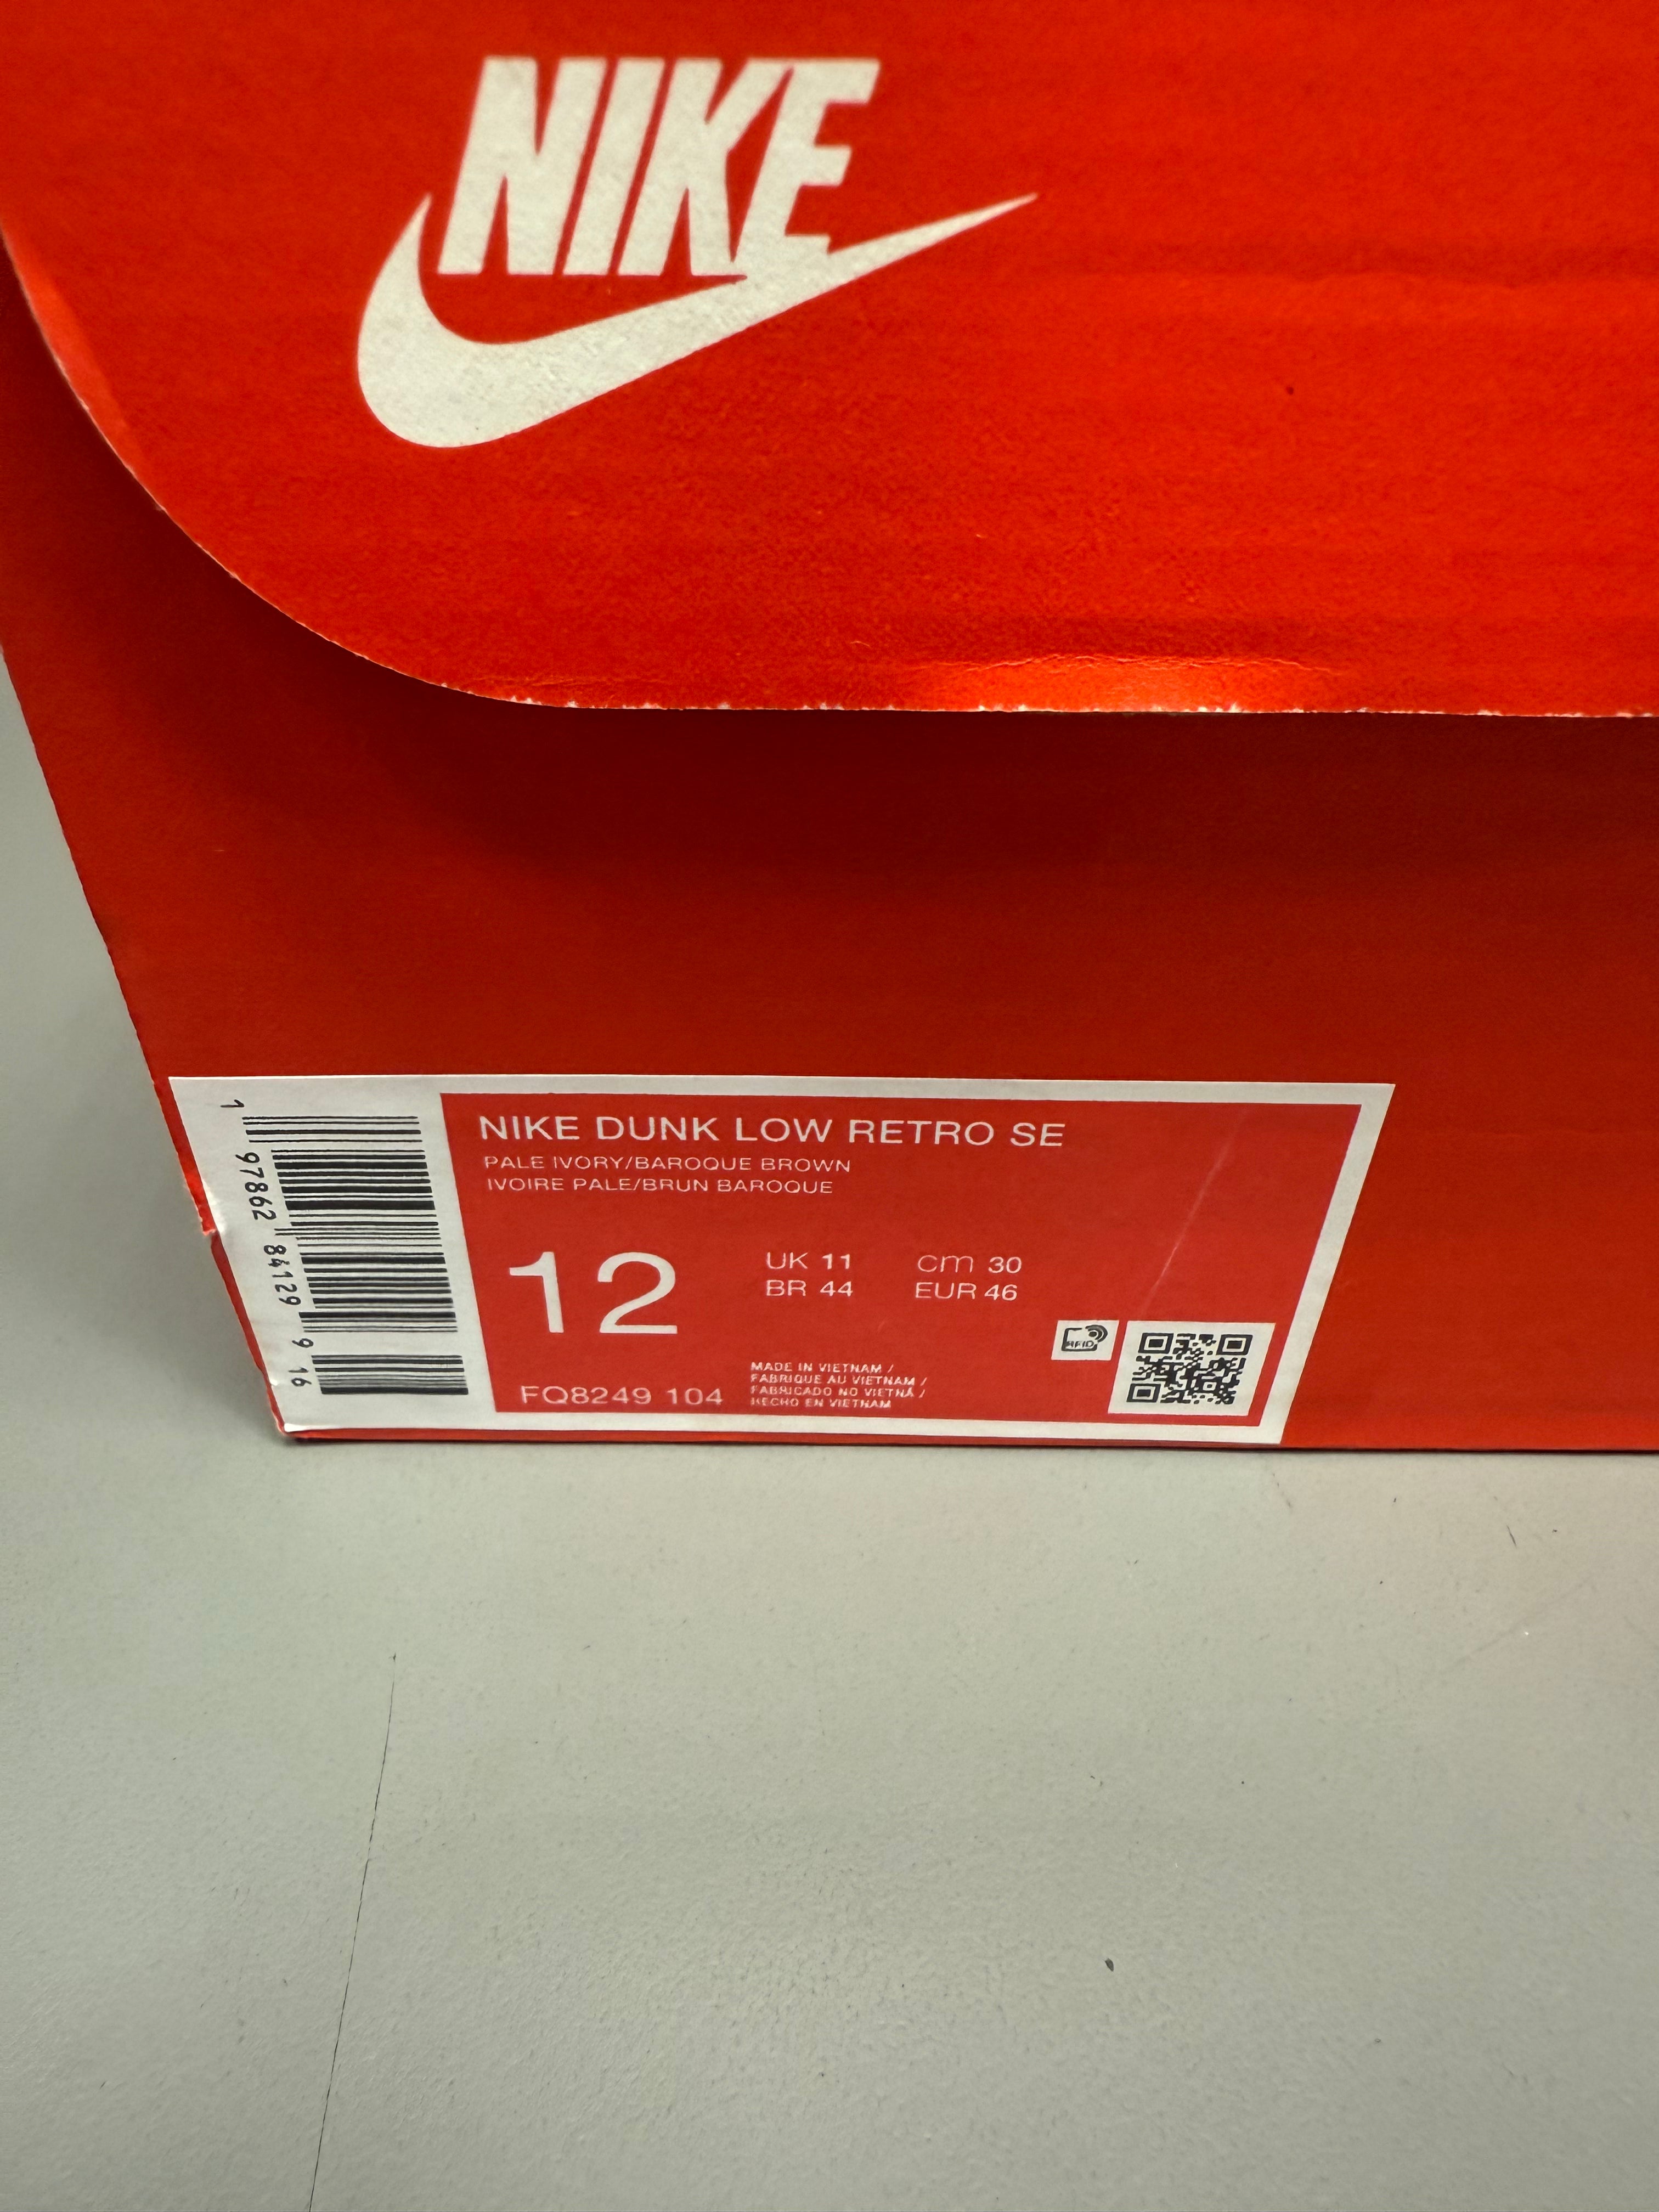 NIKE
NIKE DUNK LOW RETRO SE
PALE IVORY/BAROQUE BROWN
IVOIRE PALE/BRUN BAROQUE
12
UK 11 cm 30
BR 44 EUR 46
FQ8249 104
MADE IN VIETNAM /
FABRIQUE AU VIETNAM /
FABRICADO NO VIETNÃ /
HECHO EN VIETNAM
RFID
1 97862 84129 9 16